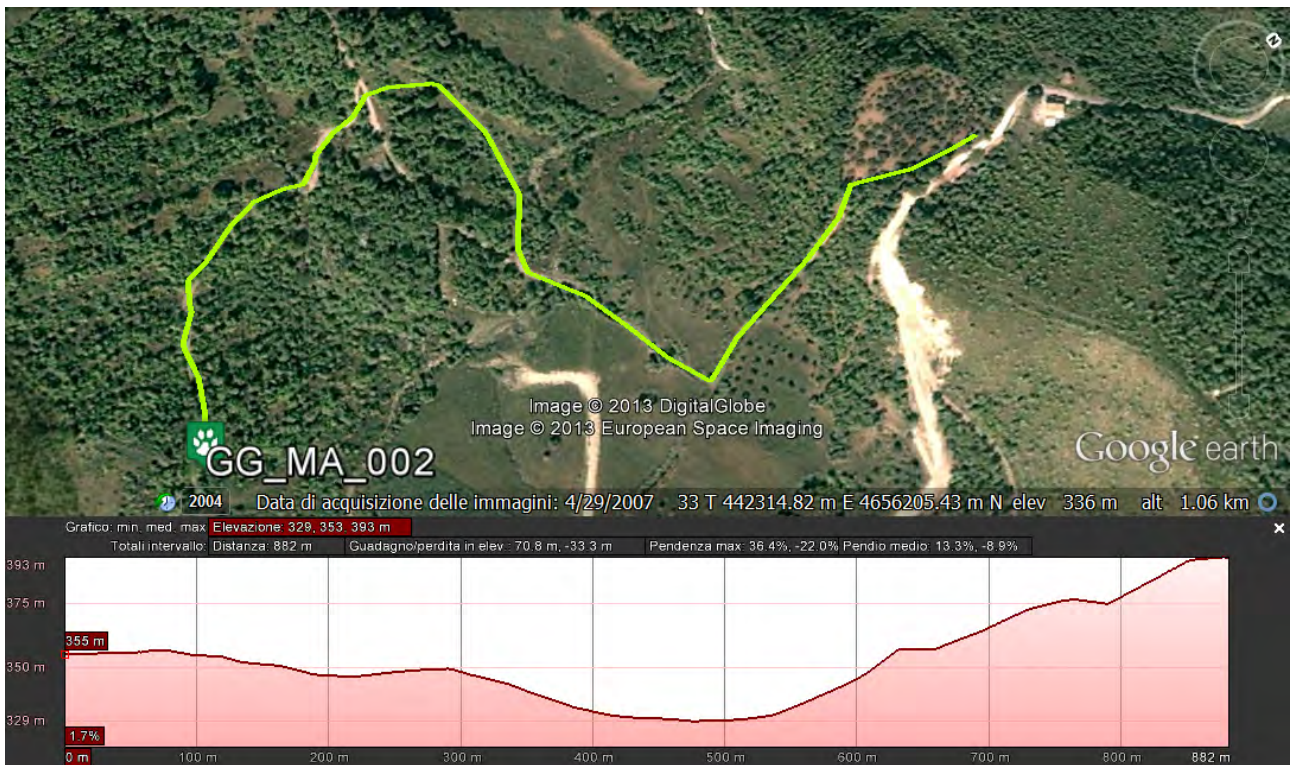 GG_MA_002
Image © 2013 DigitalGlobe
Image © 2013 European Space Imaging
Google earth
2004 Data di acquisizione delle immagini: 4/29/2007 33 T 442314.82 m E 4656205.43 m N elev 336 m alt 1.06 km
Grafico: min, med, max Elevazione: 329, 353, 393 m
Totali intervallo: Distanza: 882 m Guadagno/perdita in elev.: 70.8 m, -33.3 m Pendenza max: 36.4%, -22.0% Pendio medio: 13.3%, -8.9%
393 m
375 m
355 m
350 m
329 m
1.7%
0 m 100 m 200 m 300 m 400 m 500 m 600 m 700 m 800 m 882 m